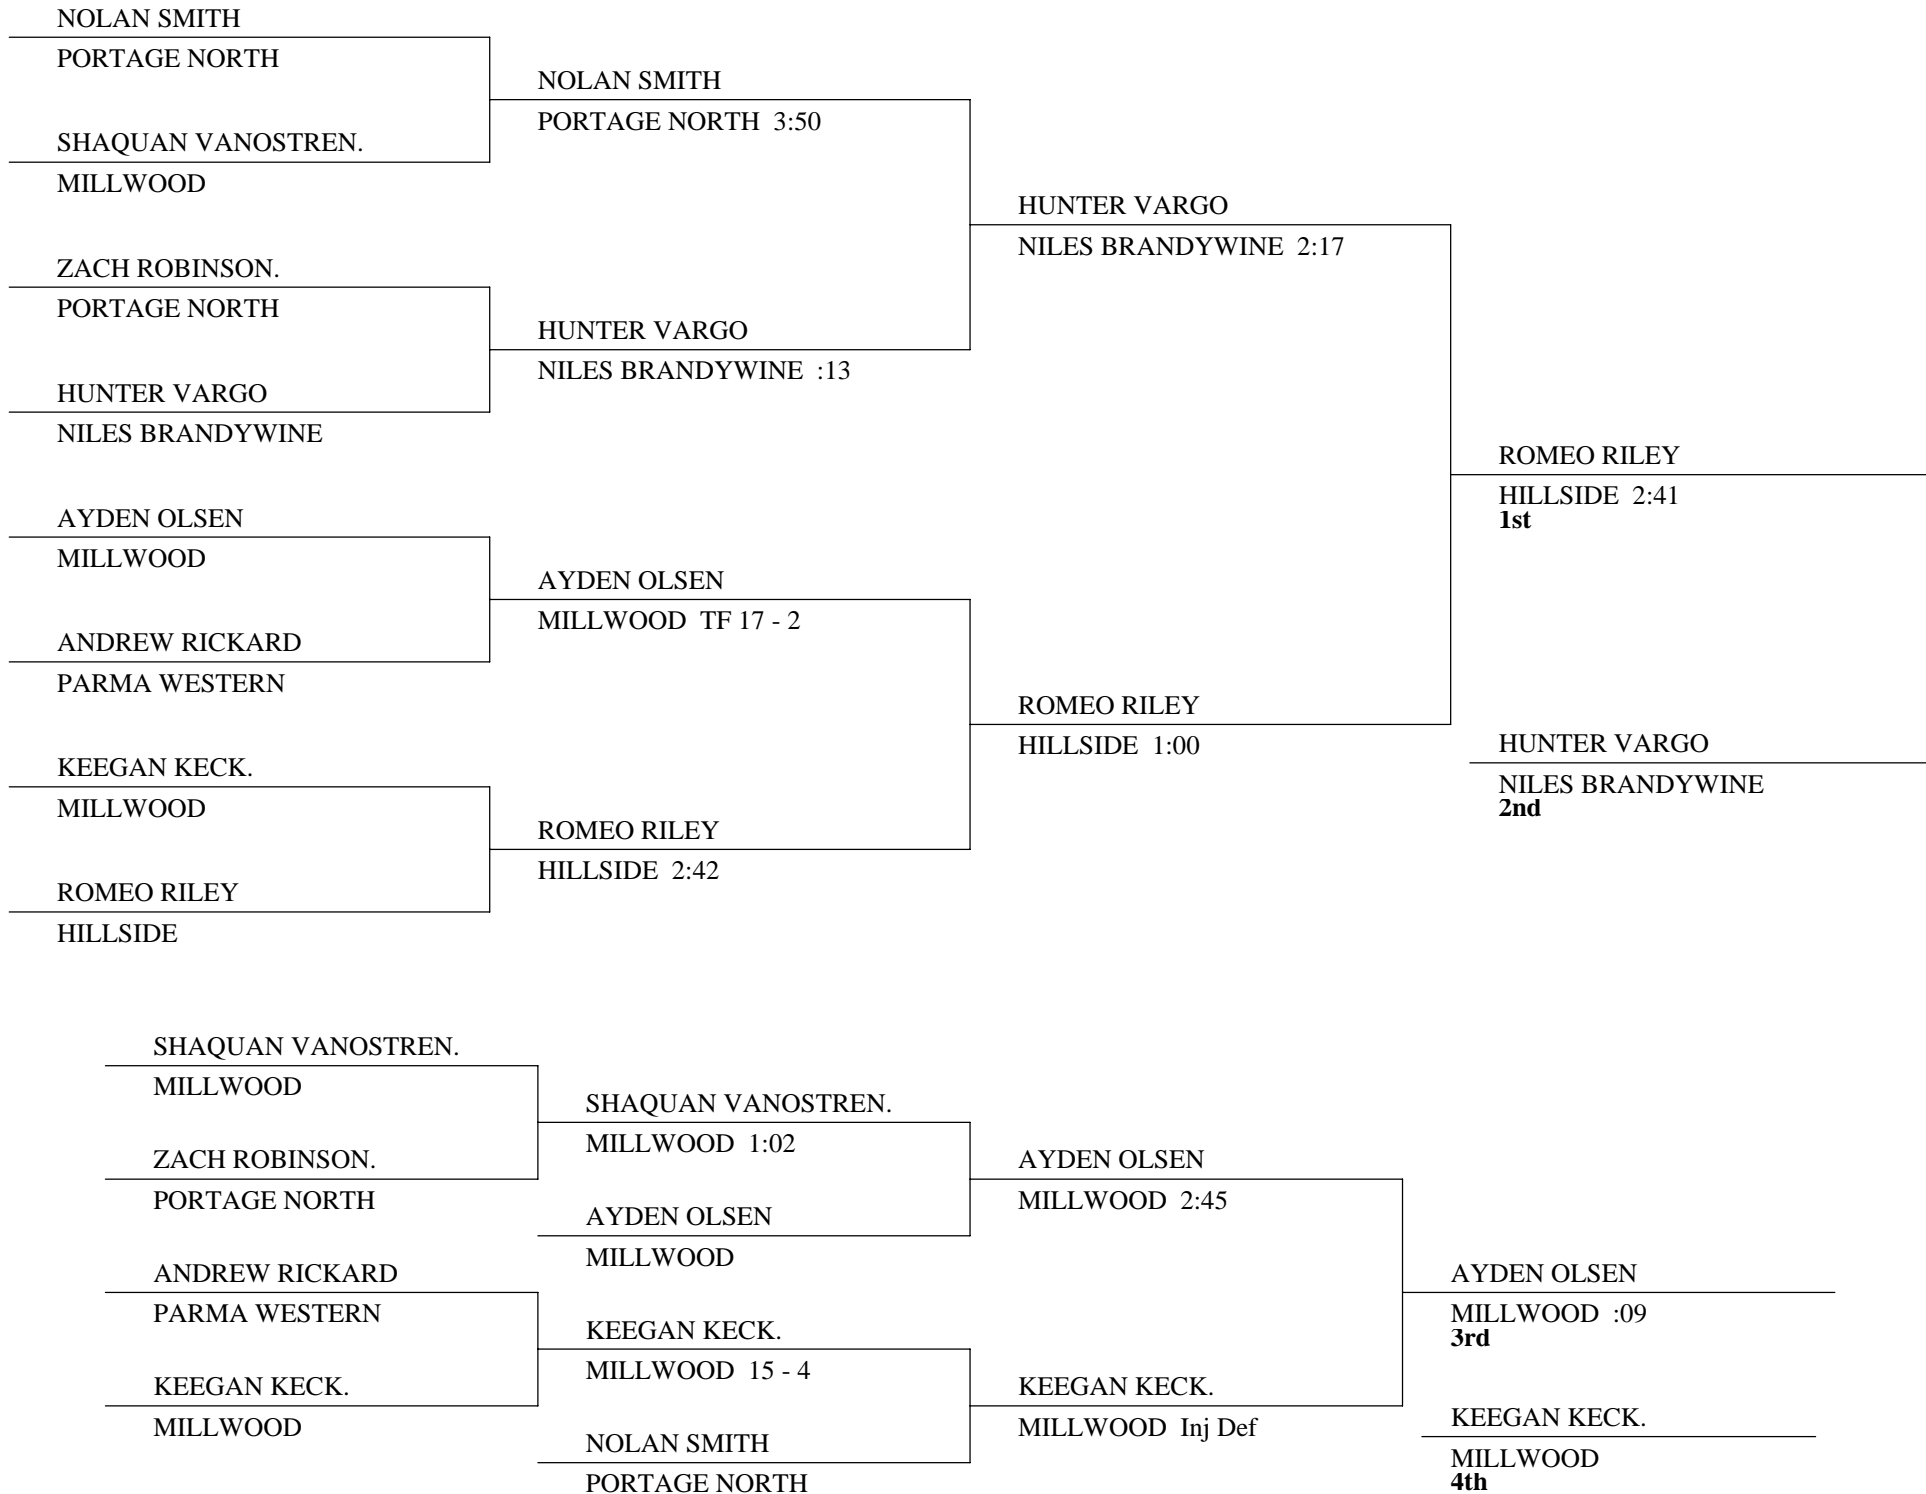 NOLAN SMITH
PORTAGE NORTH
SHAQUAN VANOSTREN.
MILLWOOD
ZACH ROBINSON.
PORTAGE NORTH
HUNTER VARGO
NILES BRANDYWINE
AYDEN OLSEN
MILLWOOD
ANDREW RICKARD
PARMA WESTERN
KEEGAN KECK.
MILLWOOD
ROMEO RILEY
HILLSIDE
NOLAN SMITH
PORTAGE NORTH 3:50
HUNTER VARGO
NILES BRANDYWINE :13
AYDEN OLSEN
MILLWOOD TF 17 - 2
ROMEO RILEY
HILLSIDE 2:42
HUNTER VARGO
NILES BRANDYWINE 2:17
ROMEO RILEY
HILLSIDE 1:00
ROMEO RILEY
HILLSIDE 2:41
1st
HUNTER VARGO
NILES BRANDYWINE
2nd
SHAQUAN VANOSTREN.
MILLWOOD
ZACH ROBINSON.
PORTAGE NORTH
ANDREW RICKARD
PARMA WESTERN
KEEGAN KECK.
MILLWOOD
SHAQUAN VANOSTREN.
MILLWOOD 1:02
AYDEN OLSEN
MILLWOOD
KEEGAN KECK.
MILLWOOD 15 - 4
NOLAN SMITH
PORTAGE NORTH
AYDEN OLSEN
MILLWOOD 2:45
KEEGAN KECK.
MILLWOOD Inj Def
AYDEN OLSEN
MILLWOOD :09
3rd
KEEGAN KECK.
MILLWOOD
4th